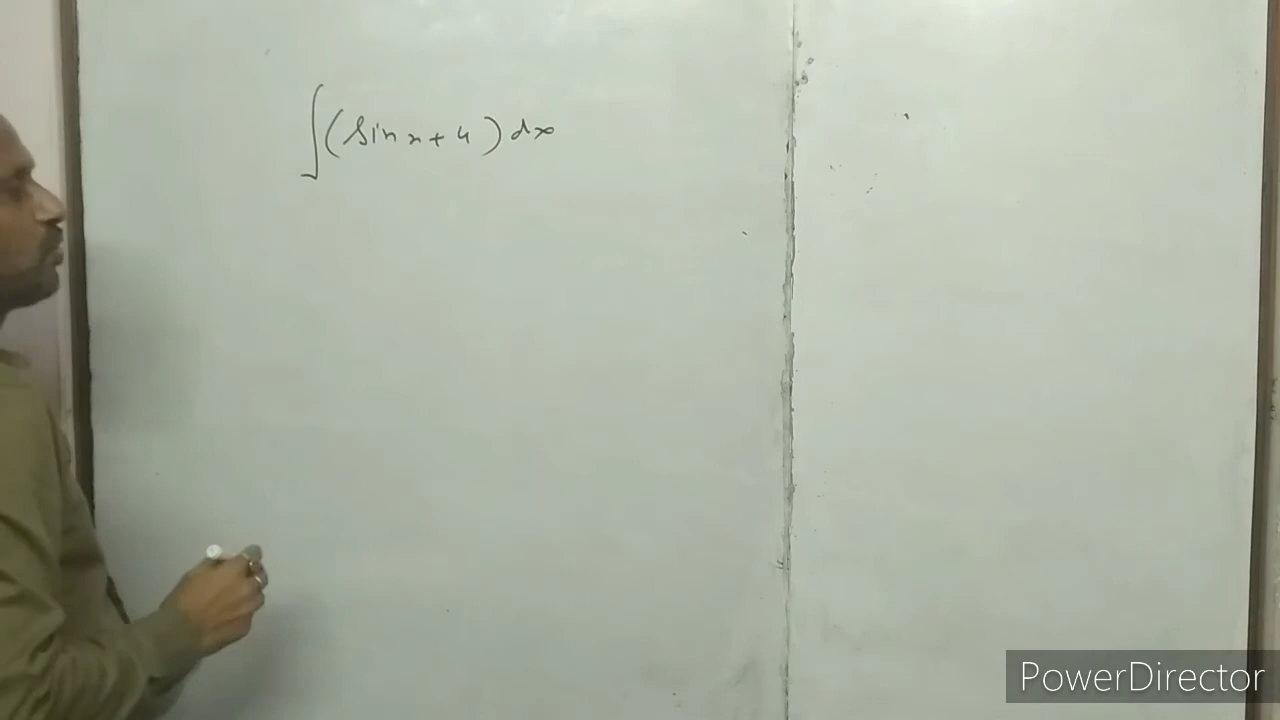 ∫(sin x + 4) dx
PowerDirector